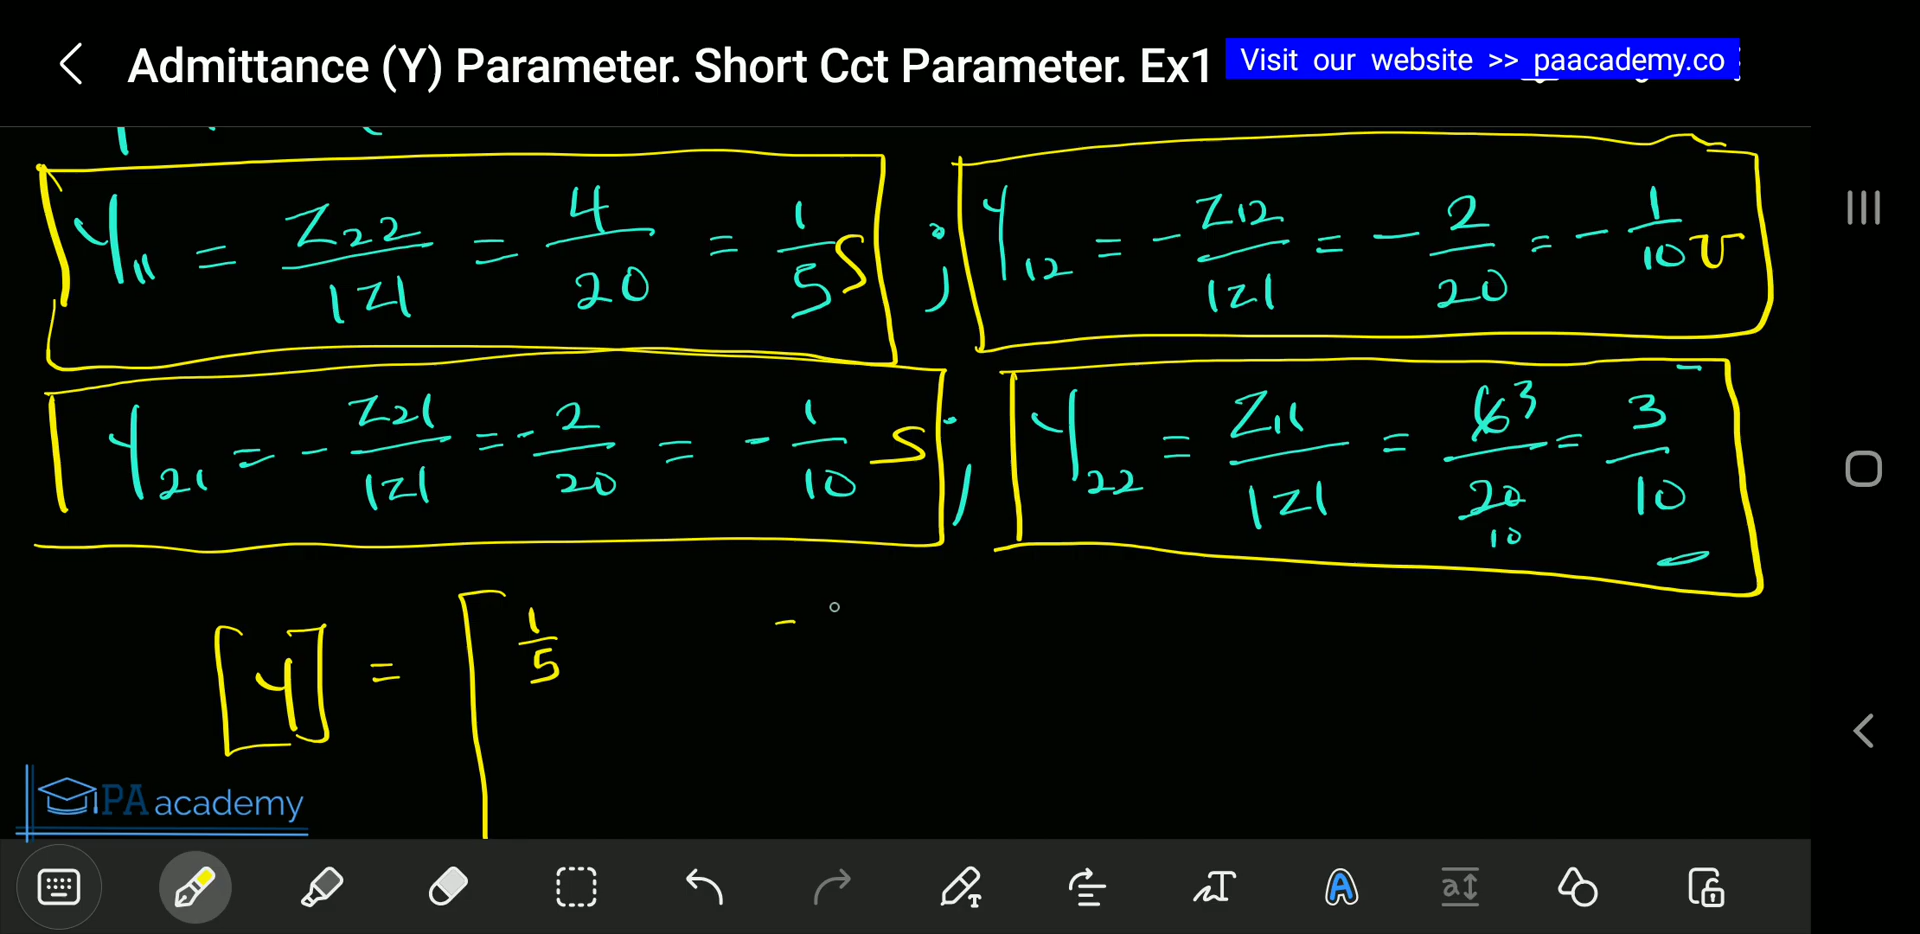 Admittance (Y) Parameter. Short Cct Parameter. Ex1
Visit our website >> paacademy.co
Y11 = Z22/|Z| = 4/20 = 1/5 S ; Y12 = - Z12/|Z| = - 2/20 = - 1/10 ʊ
Y21 = - Z21/|Z| = - 2/20 = - 1/10 S ; Y22 = Z11/|Z| = 6 3/20 10 = 3/10
[Y] = [ 1/5 -
PA academy